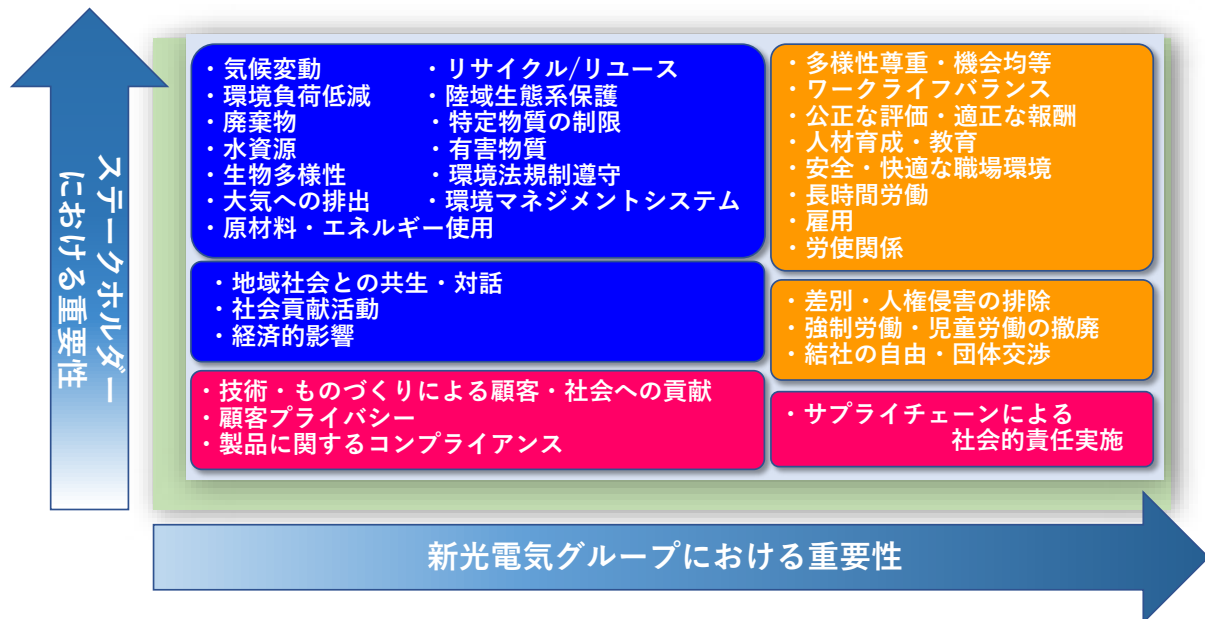 ステークホルダー
における重要性
・気候変動
・環境負荷低減
・廃棄物
・水資源
・生物多様性
・大気への排出
・原材料・エネルギー使用
・リサイクル/リユース
・陸域生態系保護
・特定物質の制限
・有害物質
・環境法規制遵守
・環境マネジメントシステム
・多様性尊重・機会均等
・ワークライフバランス
・公正な評価・適正な報酬
・人材育成・教育
・安全・快適な職場環境
・長時間労働
・雇用
・労使関係
・地域社会との共生・対話
・社会貢献活動
・経済的影響
・差別・人権侵害の排除
・強制労働・児童労働の撤廃
・結社の自由・団体交渉
・技術・ものづくりによる顧客・社会への貢献
・顧客プライバシー
・製品に関するコンプライアンス
・サプライチェーンによる
社会的責任実施
新光電気グループにおける重要性